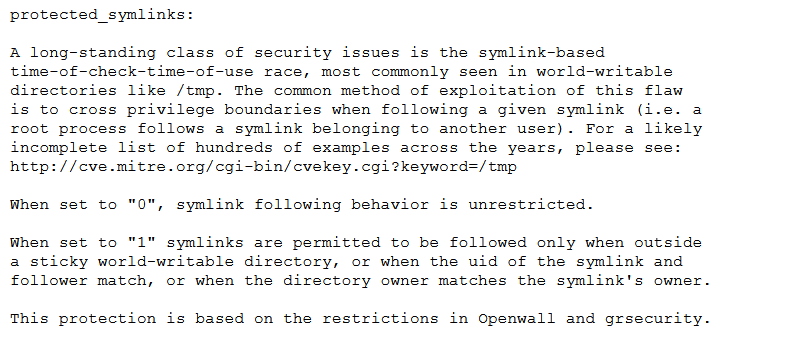 protected_symlinks:
A long-standing class of security issues is the symlink-based
time-of-check-time-of-use race, most commonly seen in world-writable
directories like /tmp. The common method of exploitation of this flaw
is to cross privilege boundaries when following a given symlink (i.e. a
root process follows a symlink belonging to another user). For a likely
incomplete list of hundreds of examples across the years, please see:
http://cve.mitre.org/cgi-bin/cvekey.cgi?keyword=/tmp
When set to "0", symlink following behavior is unrestricted.
When set to "1" symlinks are permitted to be followed only when outside
a sticky world-writable directory, or when the uid of the symlink and
follower match, or when the directory owner matches the symlink's owner.
This protection is based on the restrictions in Openwall and grsecurity.